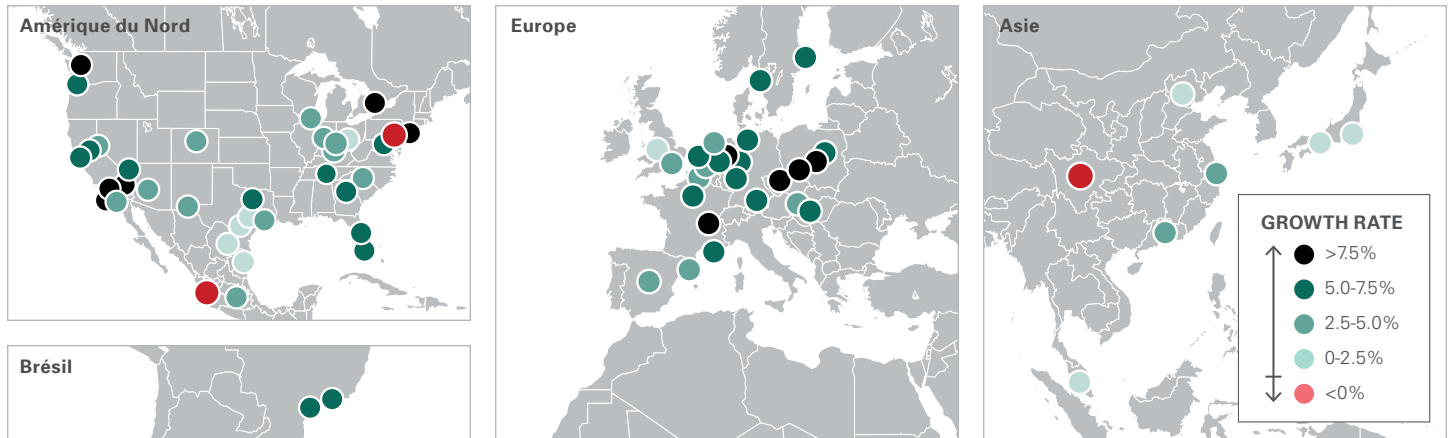 Amérique du Nord
Europe
Asie
Brésil
GROWTH RATE
>7.5%
5.0-7.5%
2.5-5.0%
0-2.5%
<0%